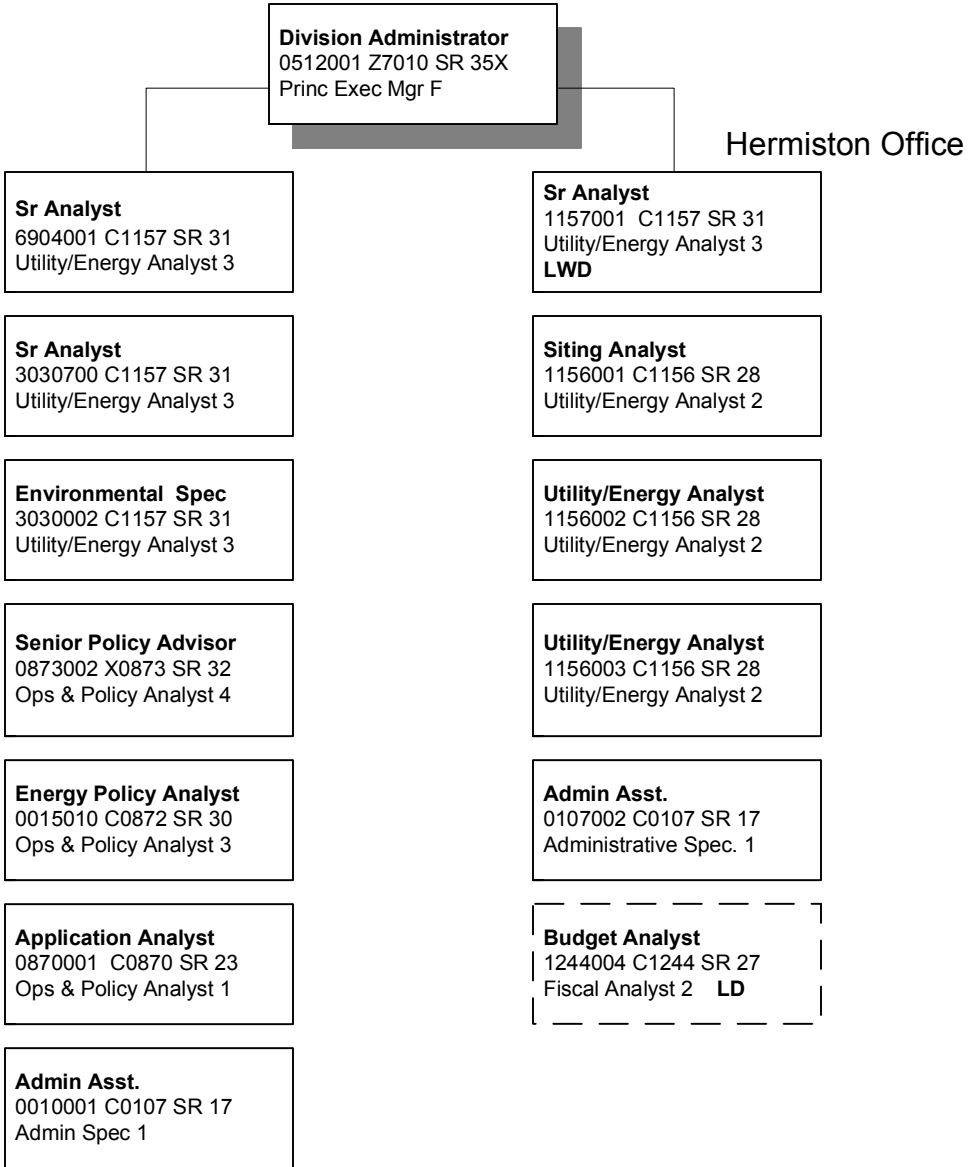 Division Administrator
0512001 Z7010 SR 35X
Princ Exec Mgr F
Hermiston Office
Sr Analyst
6904001 C1157 SR 31
Utility/Energy Analyst 3
Sr Analyst
3030700 C1157 SR 31
Utility/Energy Analyst 3
Environmental Spec
3030002 C1157 SR 31
Utility/Energy Analyst 3
Senior Policy Advisor
0873002 X0873 SR 32
Ops & Policy Analyst 4
Energy Policy Analyst
0015010 C0872 SR 30
Ops & Policy Analyst 3
Application Analyst
0870001 C0870 SR 23
Ops & Policy Analyst 1
Admin Asst.
0010001 C0107 SR 17
Admin Spec 1
Sr Analyst
1157001 C1157 SR 31
Utility/Energy Analyst 3
LWD
Siting Analyst
1156001 C1156 SR 28
Utility/Energy Analyst 2
Utility/Energy Analyst
1156002 C1156 SR 28
Utility/Energy Analyst 2
Utility/Energy Analyst
1156003 C1156 SR 28
Utility/Energy Analyst 2
Admin Asst.
0107002 C0107 SR 17
Administrative Spec. 1
Budget Analyst
1244004 C1244 SR 27
Fiscal Analyst 2 LD